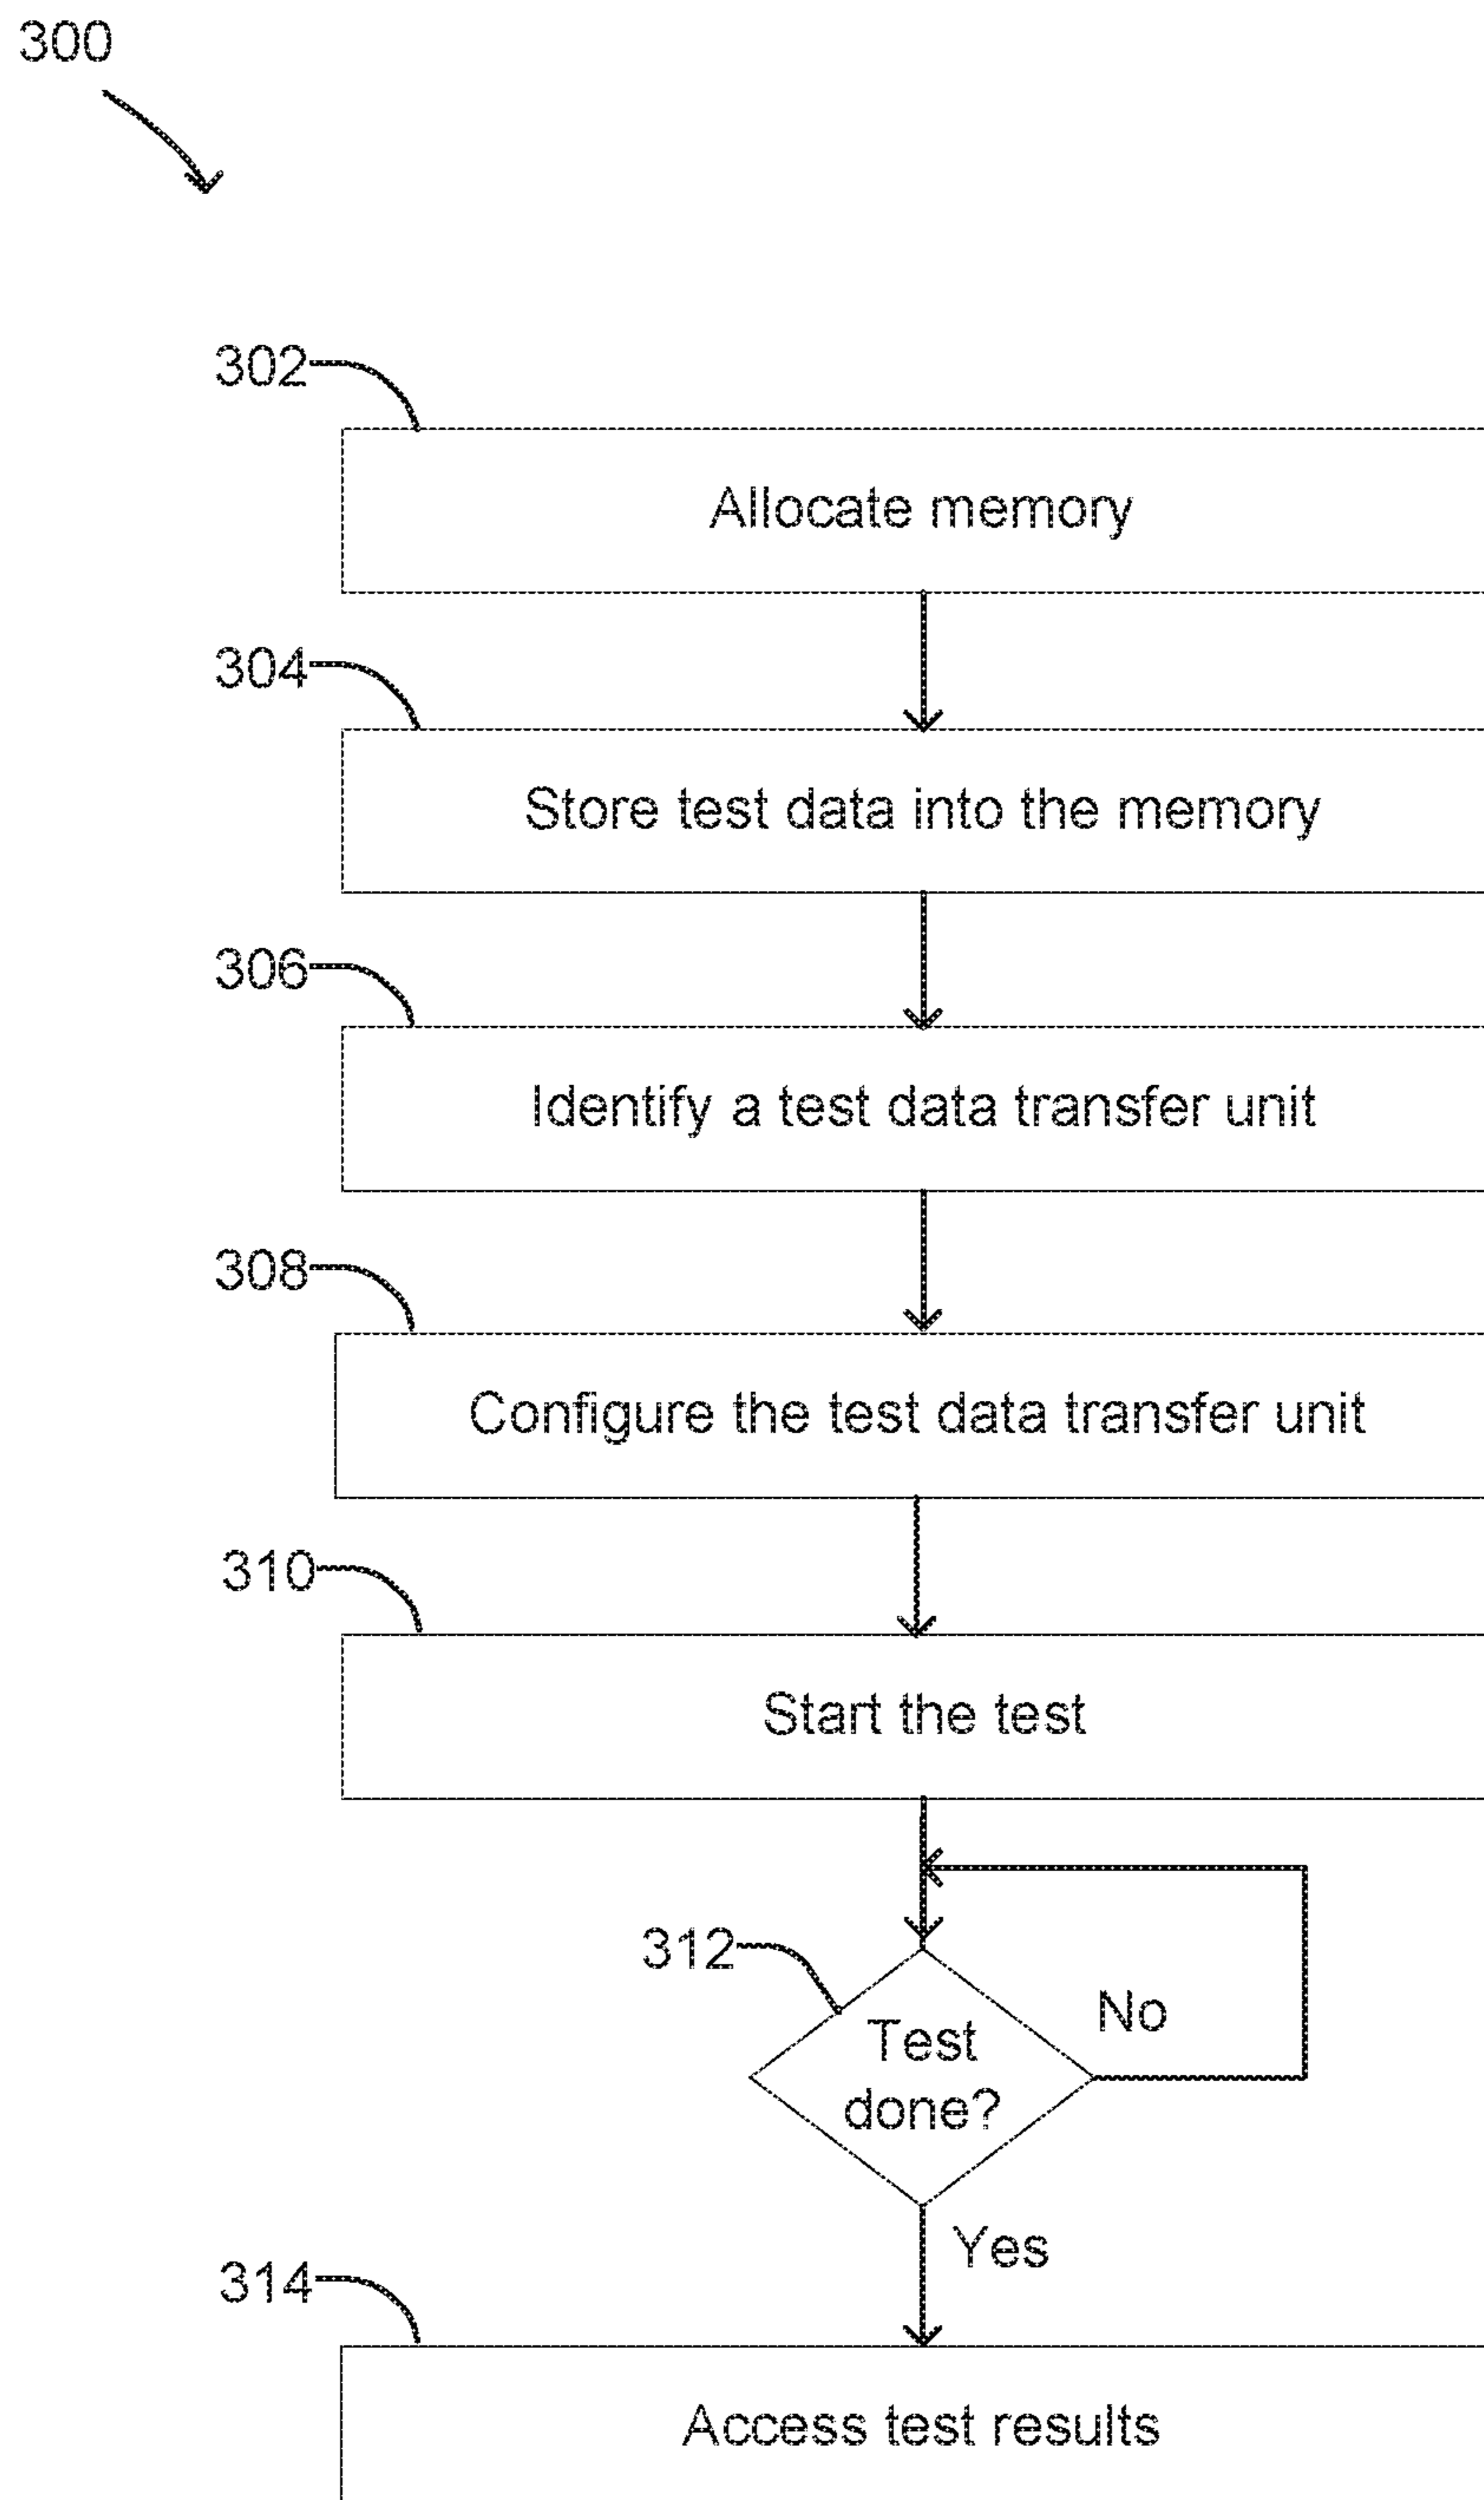 300
302
Allocate memory
304
Store test data into the memory
306
Identify a test data transfer unit
308
Configure the test data transfer unit
310
Start the test
312
Test
done?
No
Yes
314
Access test results